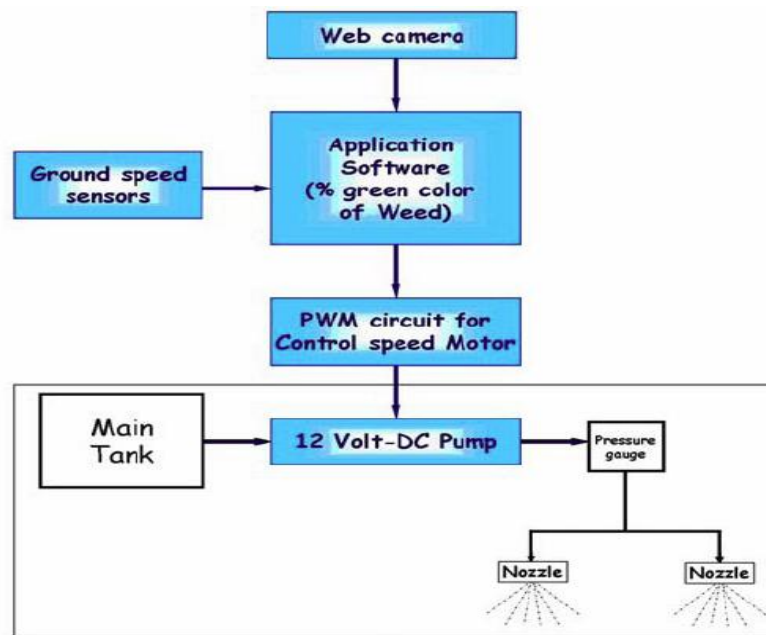 Web camera
Application
Software
(% green color
of Weed)
Ground speed
sensors
PWM circuit for
Control speed Motor
Main
Tank
12 Volt-DC Pump
Pressure
gauge
Nozzle
Nozzle